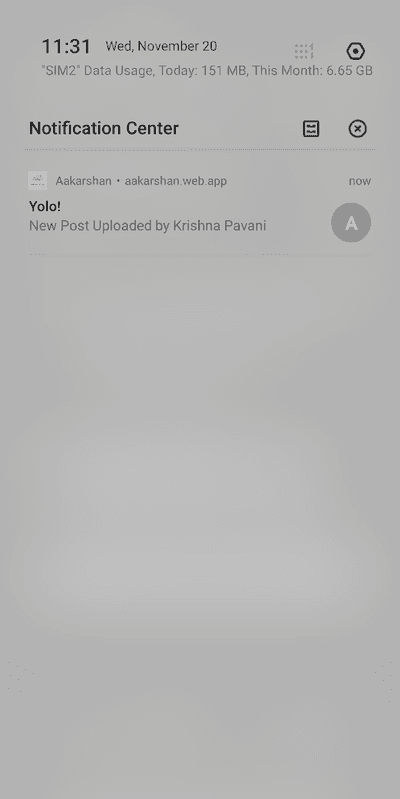 11:31 Wed, November 20
"SIM2" Data Usage, Today: 151 MB, This Month: 6.65 GB
Notification Center
Aakarshan • aakarshan.web.app now
Yolo!
New Post Uploaded by Krishna Pavani
A